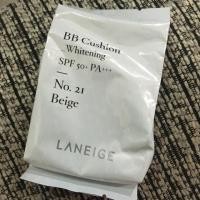 BB Cushion
Whitening
SPF 50+ PA+++
No. 21
Beige
LANEIGE